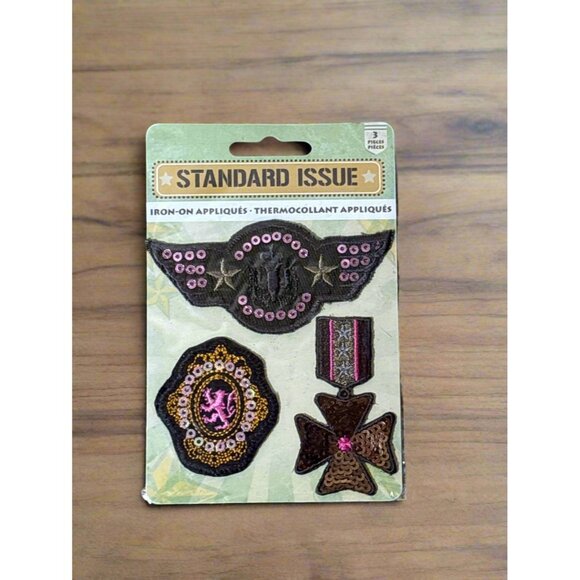 3
PIECES
PIÈCES
STANDARD ISSUE
IRON-ON APPLIQUÉS · THERMOCOLLANT APPLIQUÉS